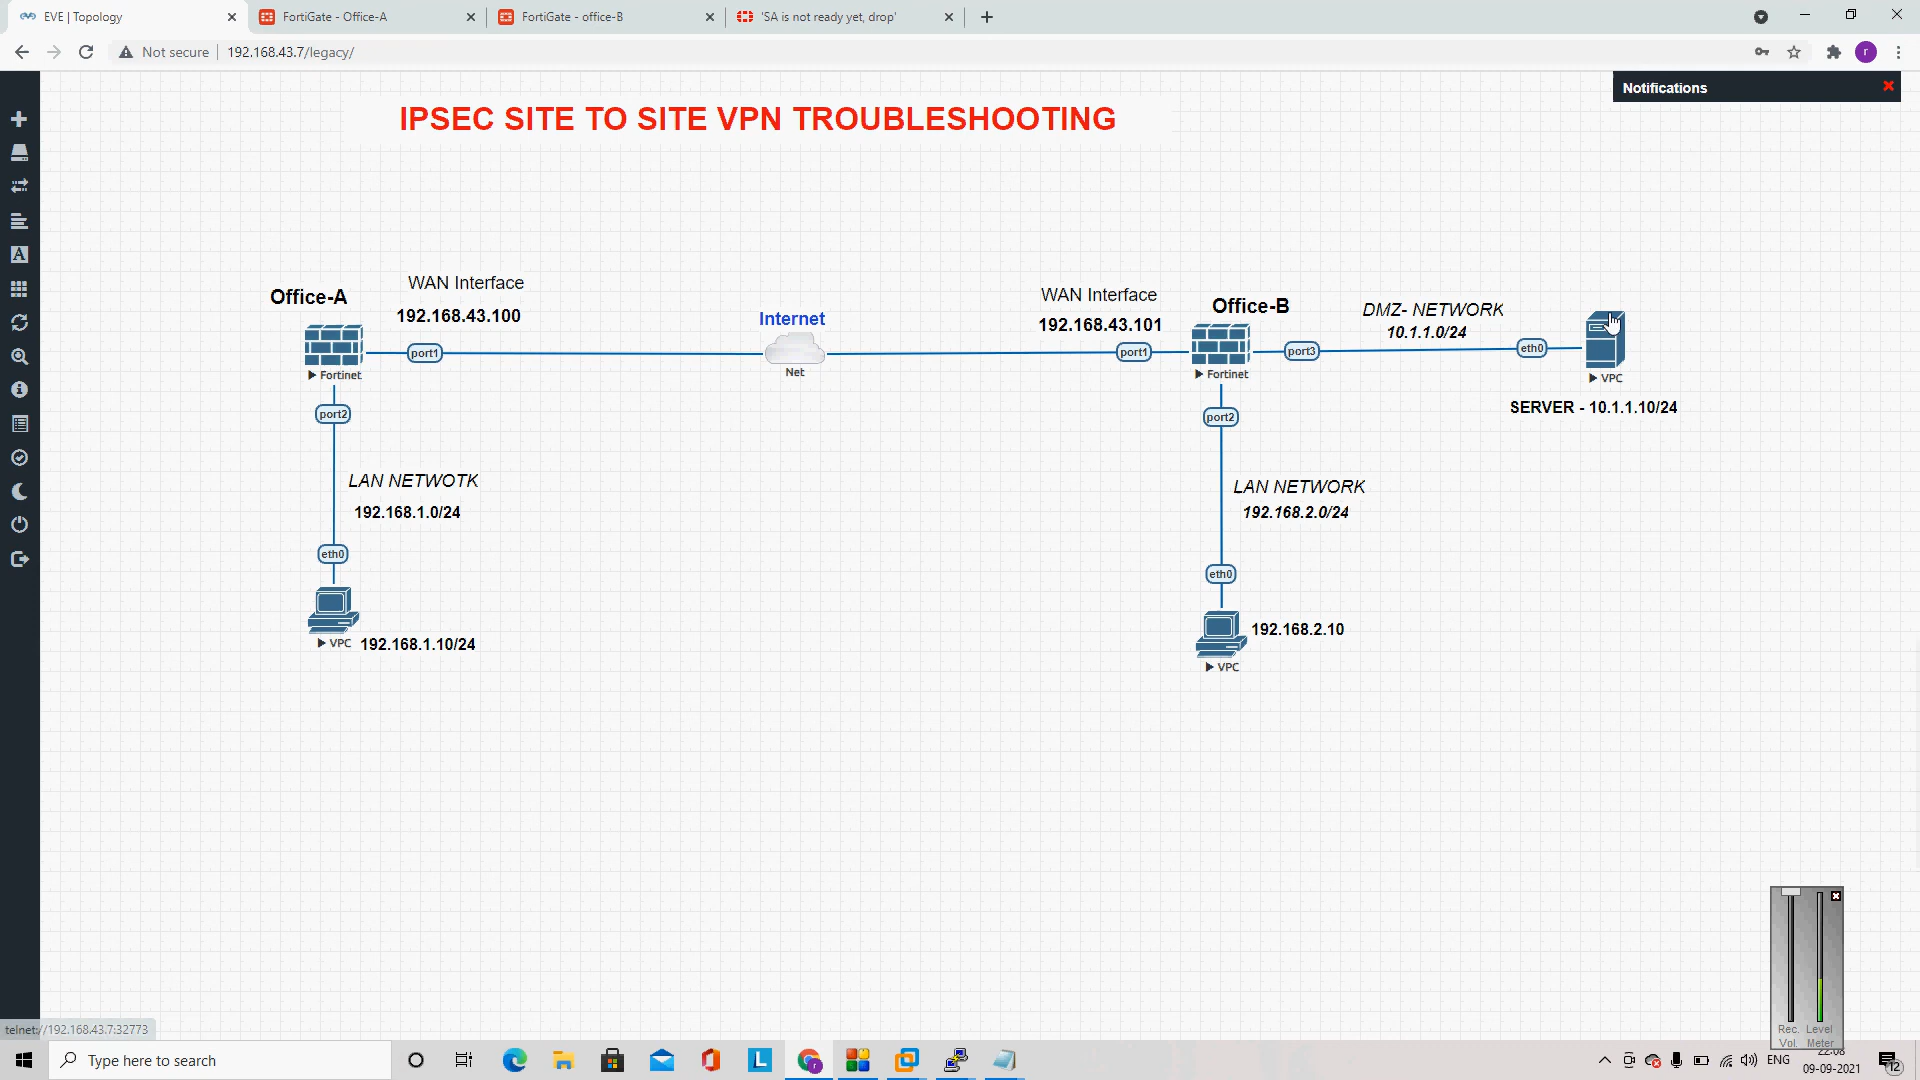 EVE | Topology
FortiGate - Office-A
FortiGate - office-B
'SA is not ready yet, drop'
Not secure
192.168.43.7/legacy/
r
Notifications
IPSEC SITE TO SITE VPN TROUBLESHOOTING
WAN Interface
Office-A
192.168.43.100
Internet
WAN Interface
192.168.43.101
Office-B
DMZ- NETWORK
10.1.1.0/24
port1
Net
port1
port3
eth0
Fortinet
Fortinet
VPC
SERVER - 10.1.1.10/24
port2
port2
LAN NETWOTK
192.168.1.0/24
LAN NETWORK
192.168.2.0/24
eth0
eth0
VPC
192.168.1.10/24
192.168.2.10
VPC
Rec. Level
Vol. Meter
telnet://192.168.43.7:32773
Type here to search
ENG
22:08
09-09-2021
12